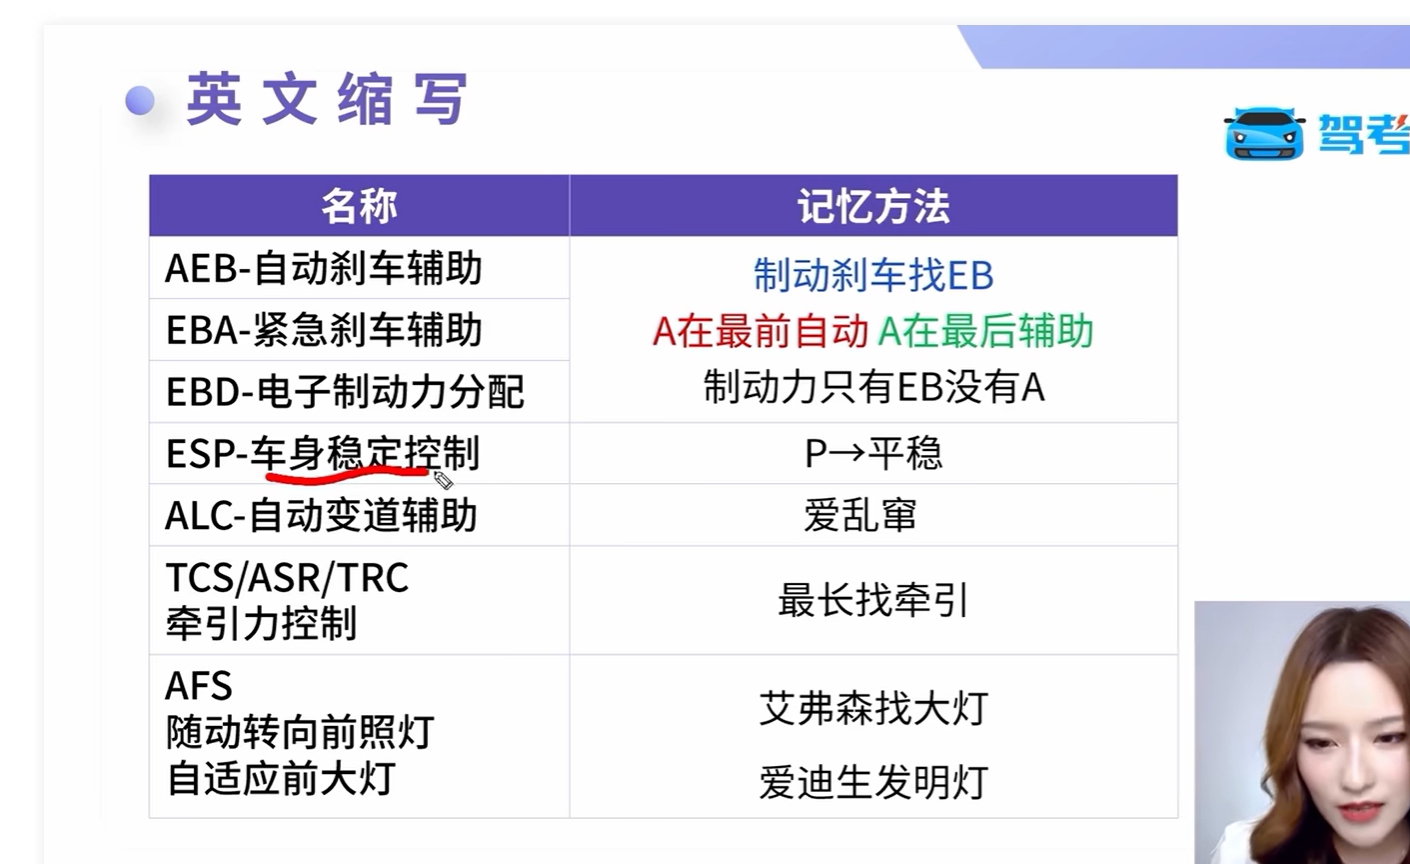 英文缩写
驾考
名称 记忆方法
AEB-自动刹车辅助
EBA-紧急刹车辅助
EBD-电子制动力分配
制动刹车找EB
A在最前自动 A在最后辅助
制动力只有EB没有A
ESP-车身稳定控制 P→平稳
ALC-自动变道辅助 爱乱窜
TCS/ASR/TRC
牵引力控制
最长找牵引
AFS
随动转向前照灯
自适应前大灯
艾弗森找大灯
爱迪生发明灯